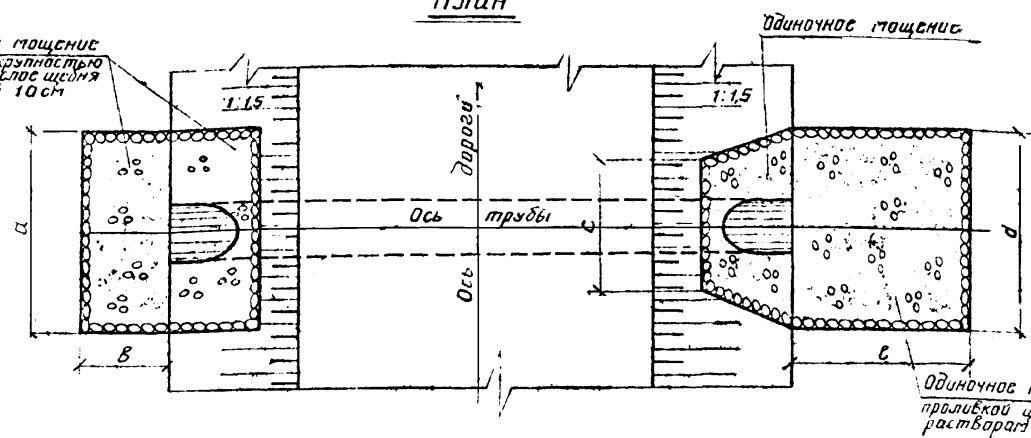 План
мощение
крупностью
слое щебня
10 см
Одиночное мощение
1:1,5
1:1,5
дороги
Ось трубы
Ось
a
c
d
в
e
Одиночное
проливкой ц
раствором